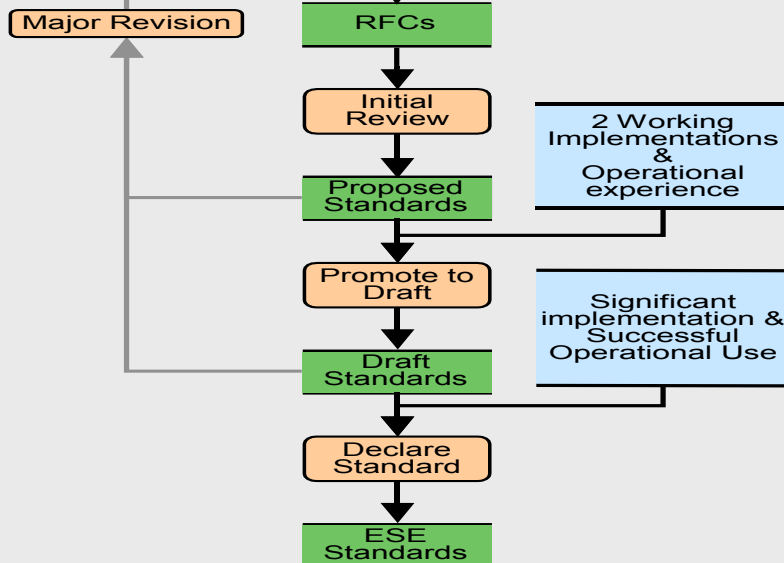 Major Revision
RFCs
Initial
Review
2 Working
Implementations
&
Operational
experience
Proposed
Standards
Promote to
Draft
Significant
implementation &
Successful
Operational Use
Draft
Standards
Declare
Standard
ESE
Standards